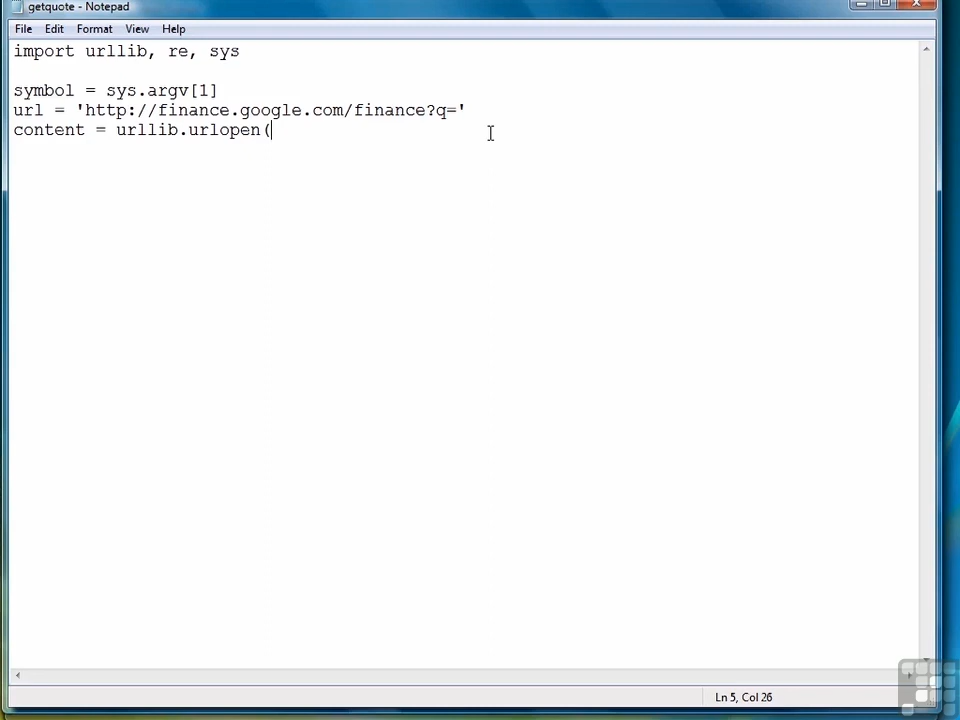 getquote - Notepad
File Edit Format View Help
import urllib, re, sys
symbol = sys.argv[1]
url = 'http://finance.google.com/finance?q='
content = urllib.urlopen(
Ln 5, Col 26